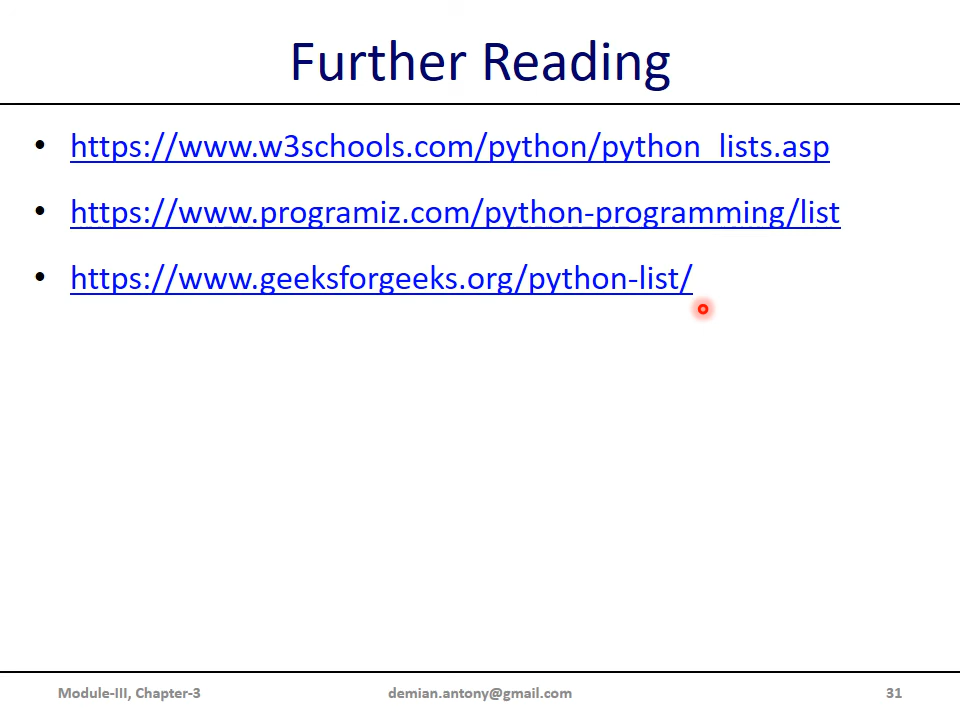 Further Reading
• https://www.w3schools.com/python/python_lists.asp
• https://www.programiz.com/python-programming/list
• https://www.geeksforgeeks.org/python-list/
Module-III, Chapter-3 demian.antony@gmail.com 31